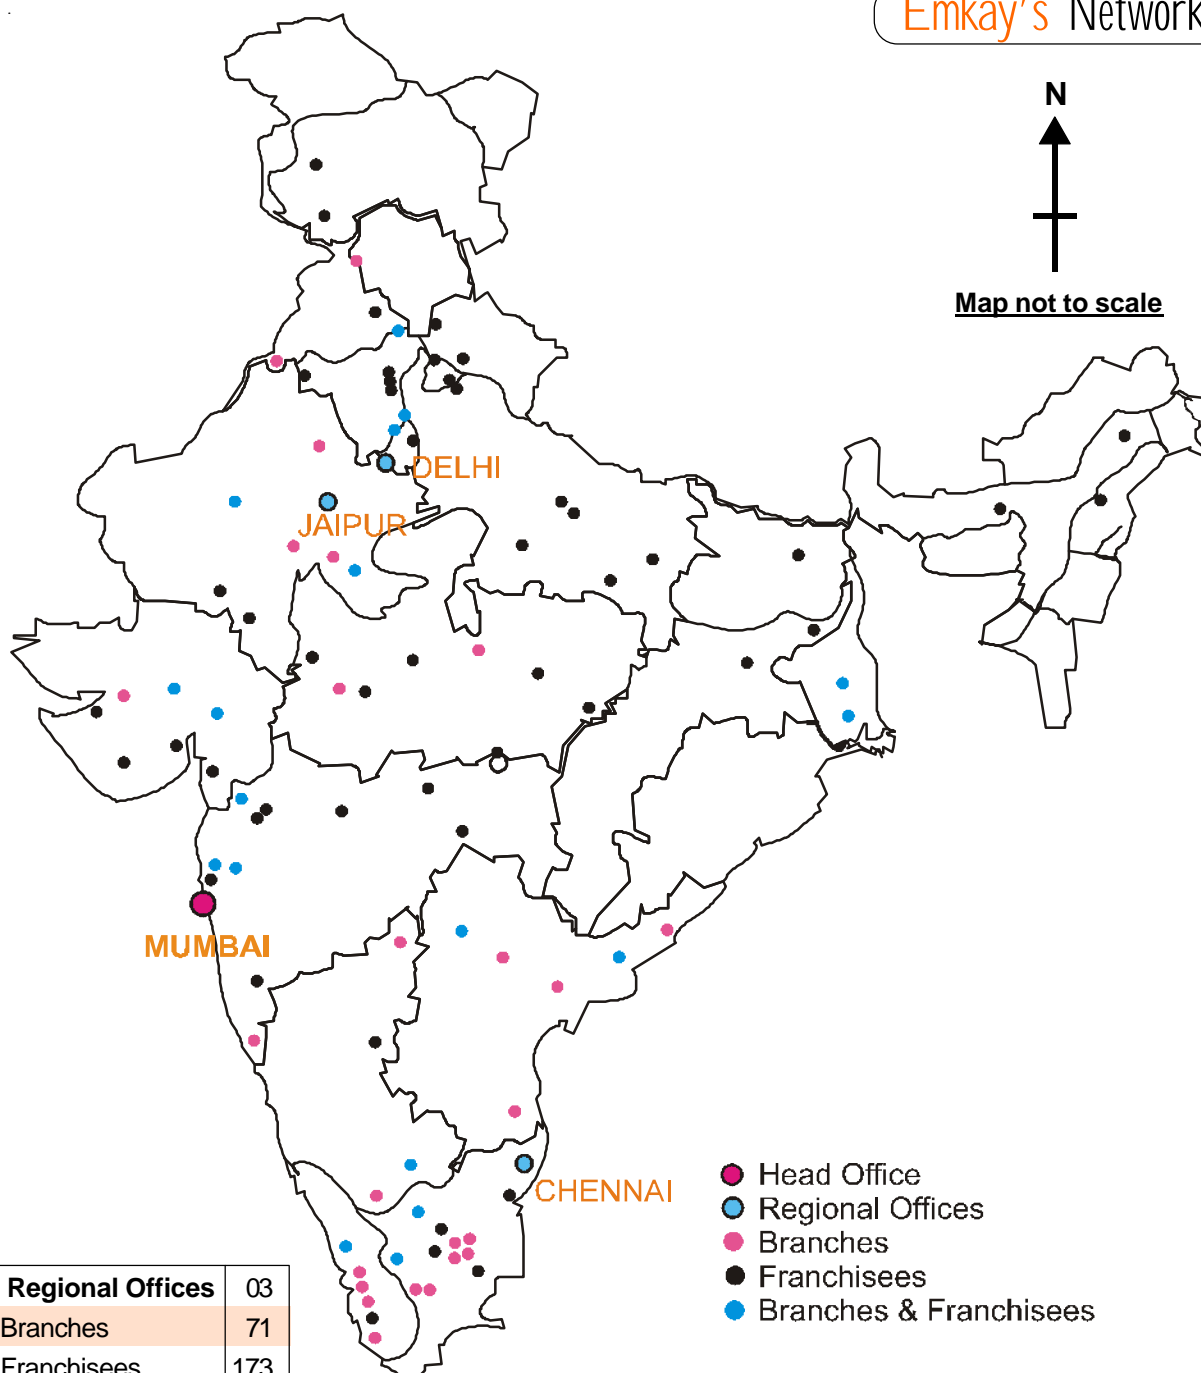 Emkay's Network
N
Map not to scale
DELHI
JAIPUR
MUMBAI
CHENNAI
Head Office
Regional Offices
Branches
Franchisees
Branches & Franchisees
Regional Offices 03
Branches 71
Franchisees 173